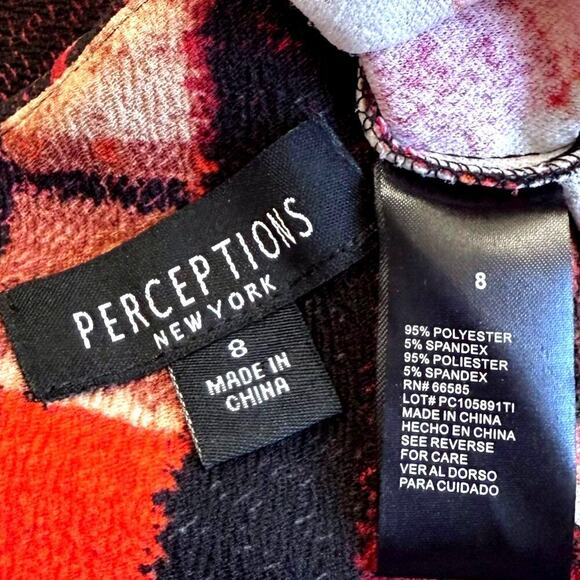 PERCEPTIONS
NEW YORK
8
MADE IN
CHINA
8
95% POLYESTER
5% SPANDEX
95% POLIESTER
5% SPANDEX
RN# 66585
LOT# PC105891TI
MADE IN CHINA
HECHO EN CHINA
SEE REVERSE
FOR CARE
VER AL DORSO
PARA CUIDADO